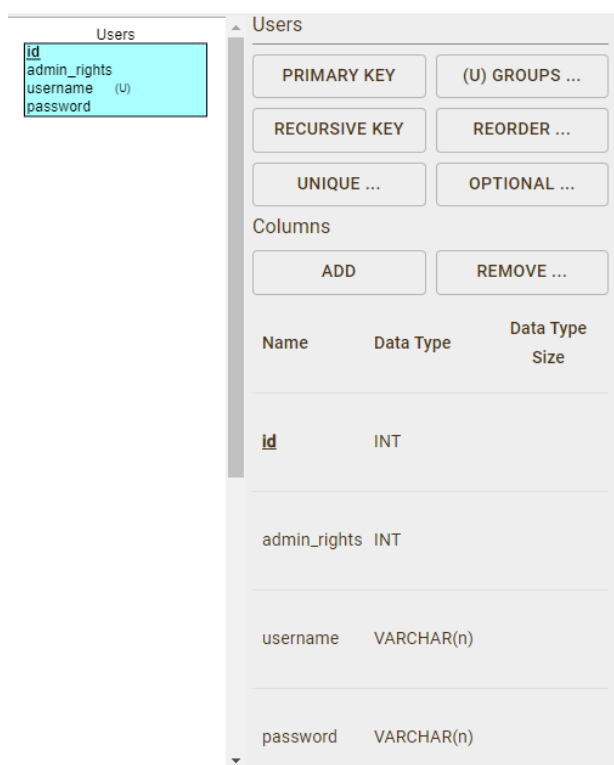 Users
id
admin_rights
username (U)
password
Users
PRIMARY KEY
(U) GROUPS ...
RECURSIVE KEY
REORDER ...
UNIQUE ...
OPTIONAL ...
Columns
ADD
REMOVE ...
Name Data Type Data Type
Size
id INT
admin_rights INT
username VARCHAR(n)
password VARCHAR(n)